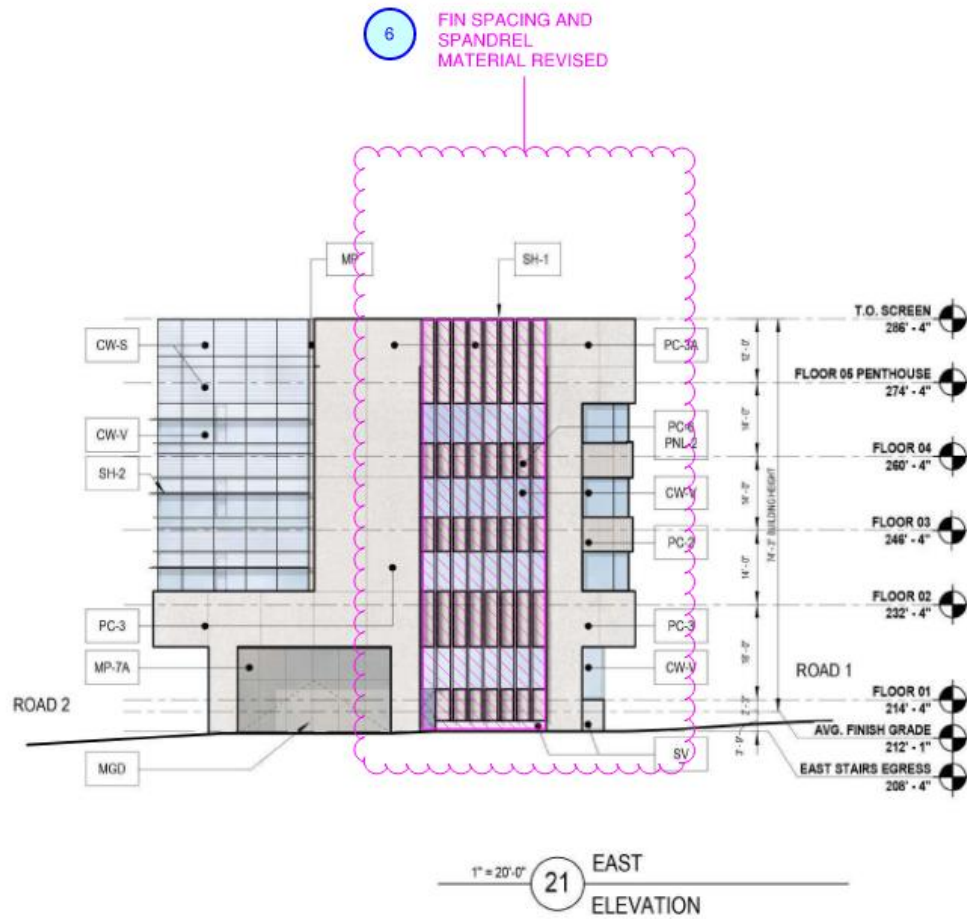 6
FIN SPACING AND
SPANDREL
MATERIAL REVISED
MP
SH-1
T.O. SCREEN
286' - 4"
CW-S
PC-3A
FLOOR 05 PENTHOUSE
274' - 4"
CW-V
PC-6
PNL-2
FLOOR 04
260' - 4"
SH-2
CW-V
14'-0"
FLOOR 03
246' - 4"
PC-2
14'-0"
FLOOR 02
232' - 4"
PC-3
PC-3
MP-7A
CW-V
ROAD 1
ROAD 2
FLOOR 01
214' - 4"
AVG. FINISH GRADE
212' - 1"
MGD
SV
EAST STAIRS EGRESS
208' - 4"
1" = 20'-0"
21
EAST
ELEVATION